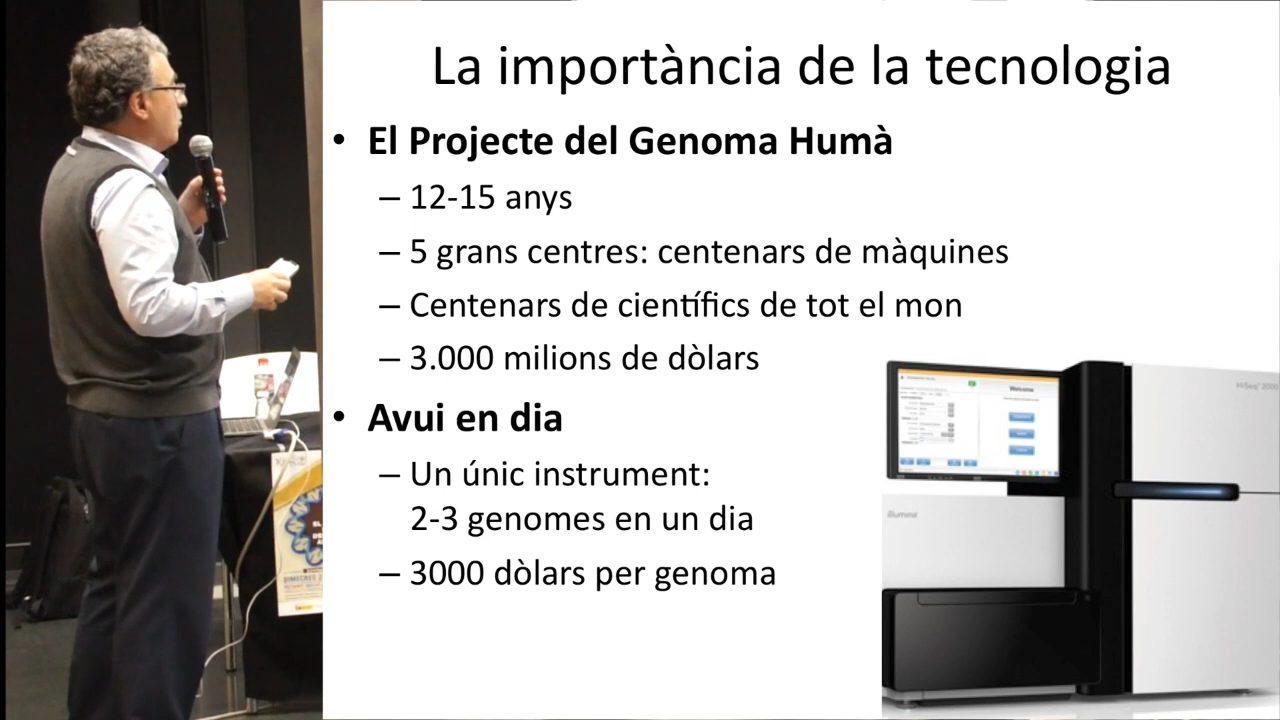 La importància de la tecnologia
• El Projecte del Genoma Humà
– 12-15 anys
– 5 grans centres: centenars de màquines
– Centenars de científics de tot el mon
– 3.000 milions de dòlars
• Avui en dia
– Un únic instrument:
2-3 genomes en un dia
– 3000 dòlars per genoma
Welcome
illumina